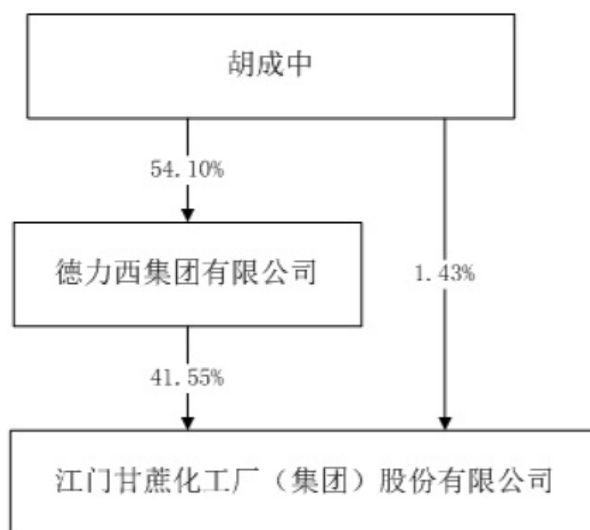 胡成中
54.10%
德力西集团有限公司
1.43%
41.55%
江门甘蔗化工厂（集团）股份有限公司